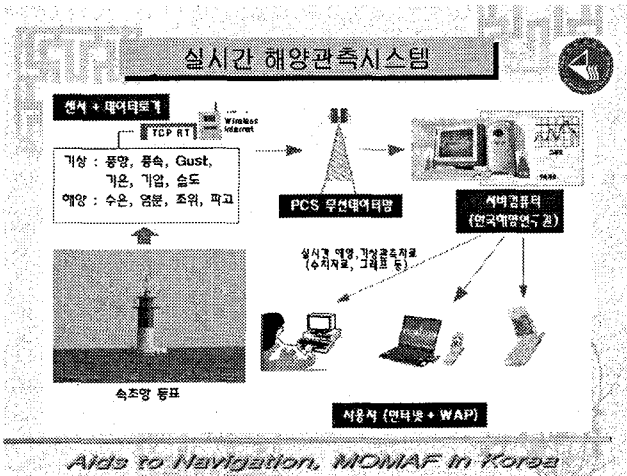 실시간 해양관측시스템
센서 + 데이터로거
Wireless
Internet
TCP RT
기상 : 풍향, 풍속, Gust,
기온, 기압, 습도
해양 : 수온, 염분, 조위, 파고
PCS 무선데이터망
서버컴퓨터
(한국해양연구원)
실시간 해양,기상관측자료
(수치자료, 그래프 등)
속초항 등표
사용자 (인터넷 + WAP)
Aids to Navigation, MOMAF in Korea